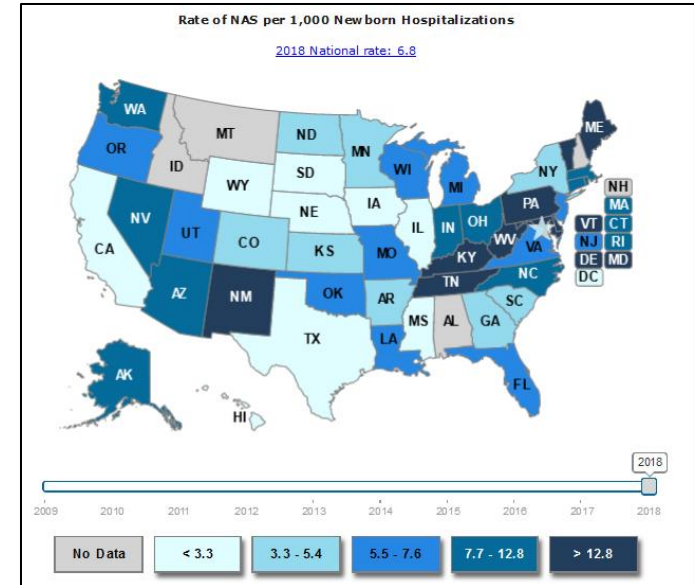 Rate of NAS per 1,000 Newborn Hospitalizations
2018 National rate: 6.8
WA
ME
MT
ND
OR
MN
ID
SD
WI
NY
WY
MI
NH
IA
PA
MA
NE
NV
IL
IN
OH
VT
CT
UT
CO
WV
NJ
RI
CA
KS
MO
KY
VA
DE
MD
NC
DC
TN
AZ
OK
NM
AR
SC
MS
AL
GA
TX
LA
AK
FL
HI
2018
2009
2010
2011
2012
2013
2014
2015
2016
2017
2018
No Data
< 3.3
3.3 - 5.4
5.5 - 7.6
7.7 - 12.8
> 12.8